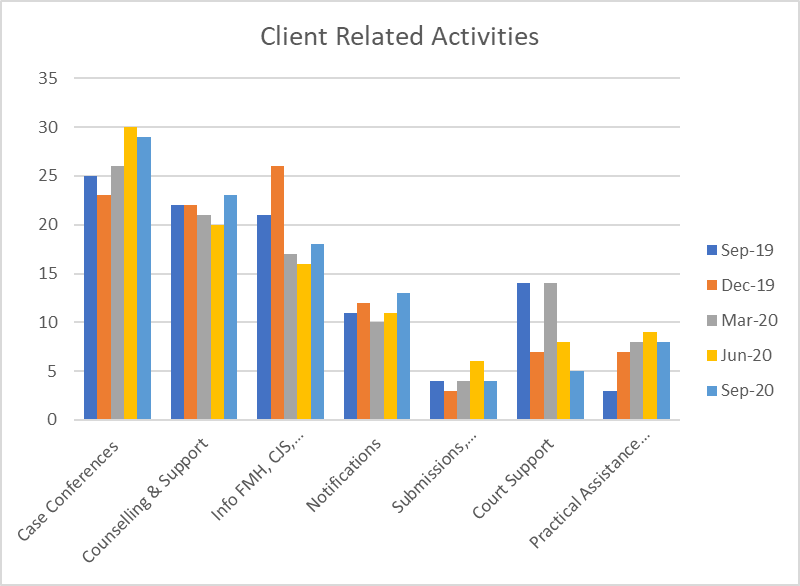 Client Related Activities
35
30
25
20
15
10
5
0
Case Conferences
Counselling & Support
Info FMH, CJS,...
Notifications
Submissions,...
Court Support
Practical Assistance...
Sep-19
Dec-19
Mar-20
Jun-20
Sep-20